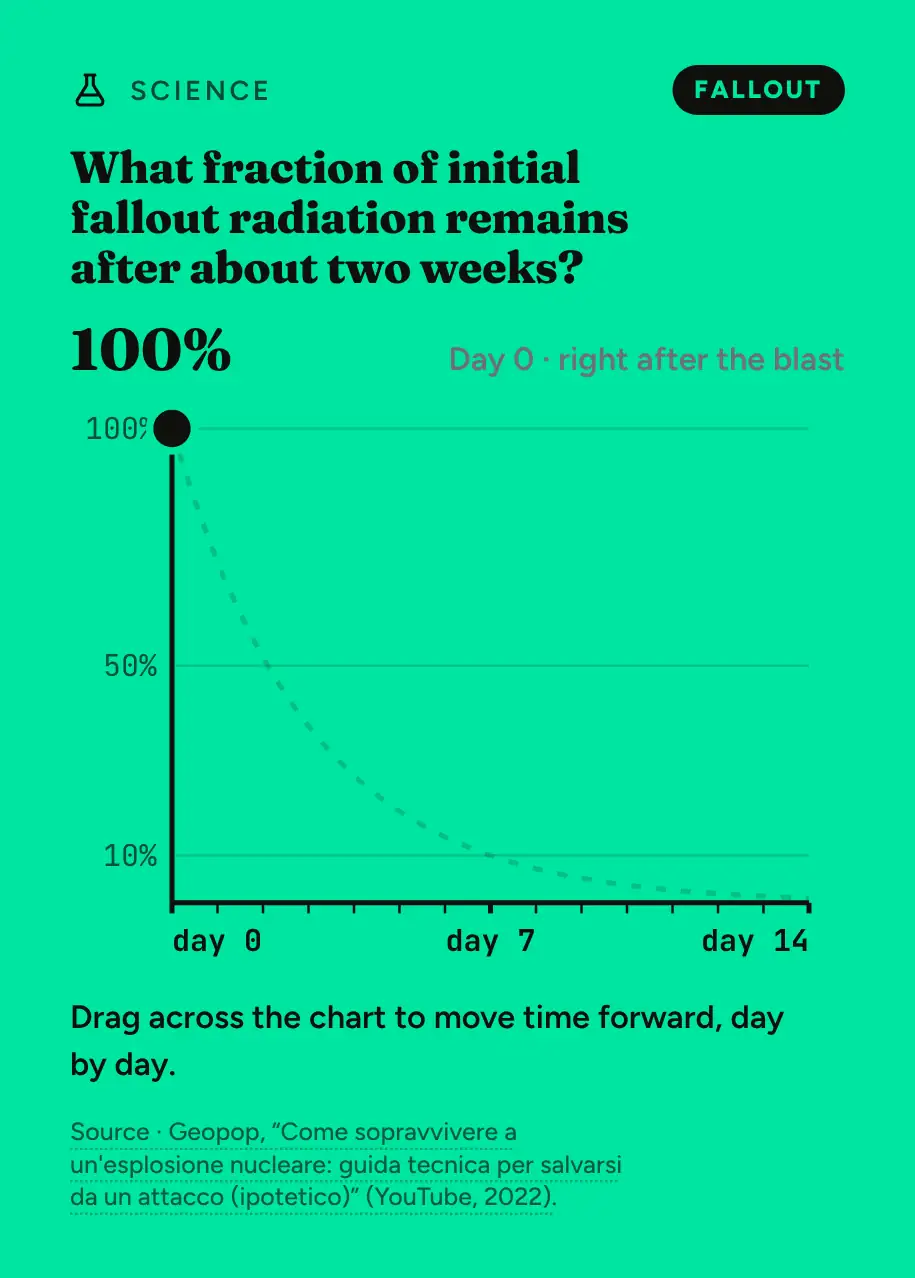 SCIENCE
FALLOUT
What fraction of initial
fallout radiation remains
after about two weeks?
100%
Day 0 · right after the blast
100%
50%
10%
day 0
day 7
day 14
Drag across the chart to move time forward, day
by day.
Source · Geopop, “Come sopravvivere a
un'esplosione nucleare: guida tecnica per salvarsi
da un attacco (ipotetico)” (YouTube, 2022).